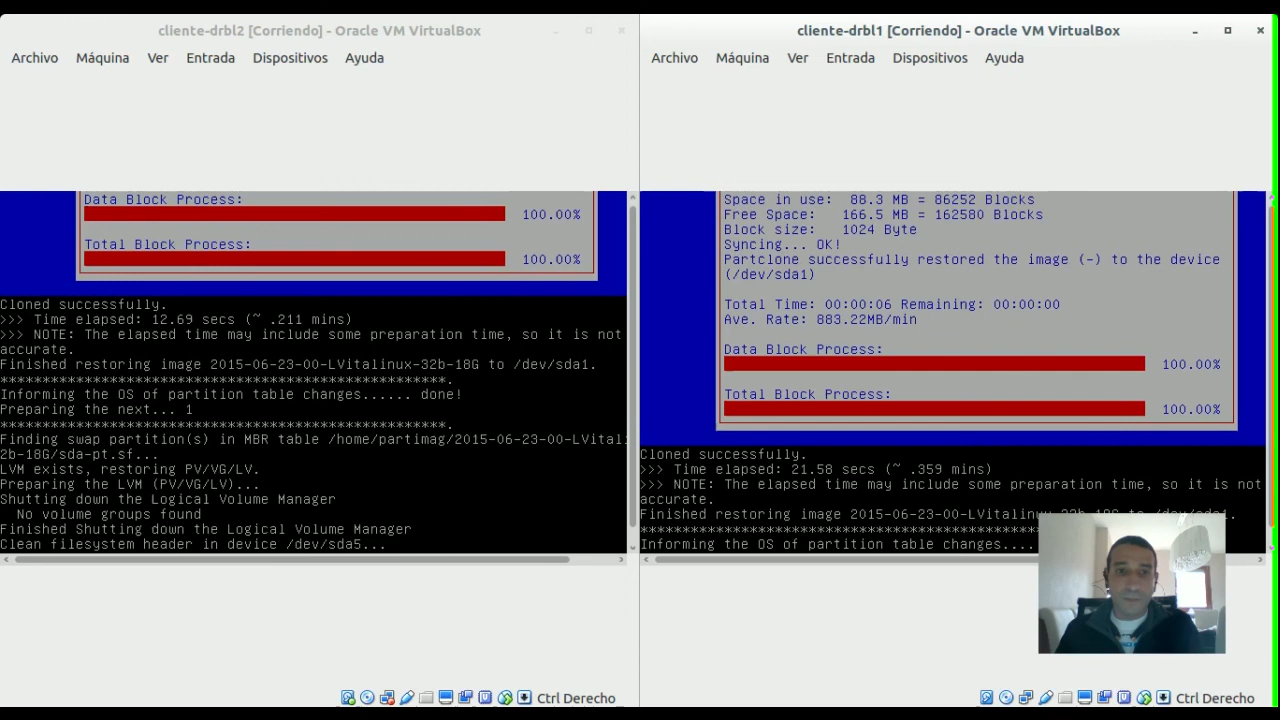 cliente-drbl2 [Corriendo] - Oracle VM VirtualBox
Archivo Máquina Ver Entrada Dispositivos Ayuda
Data Block Process:
100.00%
Total Block Process:
100.00%
Cloned successfully.
>>> Time elapsed: 12.69 secs (~ .211 mins)
>>> NOTE: The elapsed time may include some preparation time, so it is not
accurate.
Finished restoring image 2015-06-23-00-LVitalinux-32b-18G to /dev/sda1.
***********************************************************.
Informing the OS of partition table changes...... done!
Preparing the next... 1
***********************************************************.
Finding swap partition(s) in MBR table /home/partimag/2015-06-23-00-LVital
2b-18G/sda-pt.sf...
LVM exists, restoring PV/VG/LV.
Preparing the LVM (PV/VG/LV)...
Shutting down the Logical Volume Manager
No volume groups found
Finished Shutting down the Logical Volume Manager
Clean filesystem header in device /dev/sda5...
Ctrl Derecho
cliente-drbl1 [Corriendo] - Oracle VM VirtualBox
Archivo Máquina Ver Entrada Dispositivos Ayuda
Space in use: 88.3 MB = 86252 Blocks
Free Space: 166.5 MB = 162580 Blocks
Block size: 1024 Byte
Syncing... OK!
Partclone successfully restored the image (-) to the device
(/dev/sda1)
Total Time: 00:00:06 Remaining: 00:00:00
Ave. Rate: 883.22MB/min
Data Block Process:
100.00%
Total Block Process:
100.00%
Cloned successfully.
>>> Time elapsed: 21.58 secs (~ .359 mins)
>>> NOTE: The elapsed time may include some preparation time, so it is not
accurate.
Finished restoring image 2015-06-23-00-LVitalinux-32b-18G to /dev/sda1.
*****************************************************
Informing the OS of partition table changes....
Ctrl Derecho